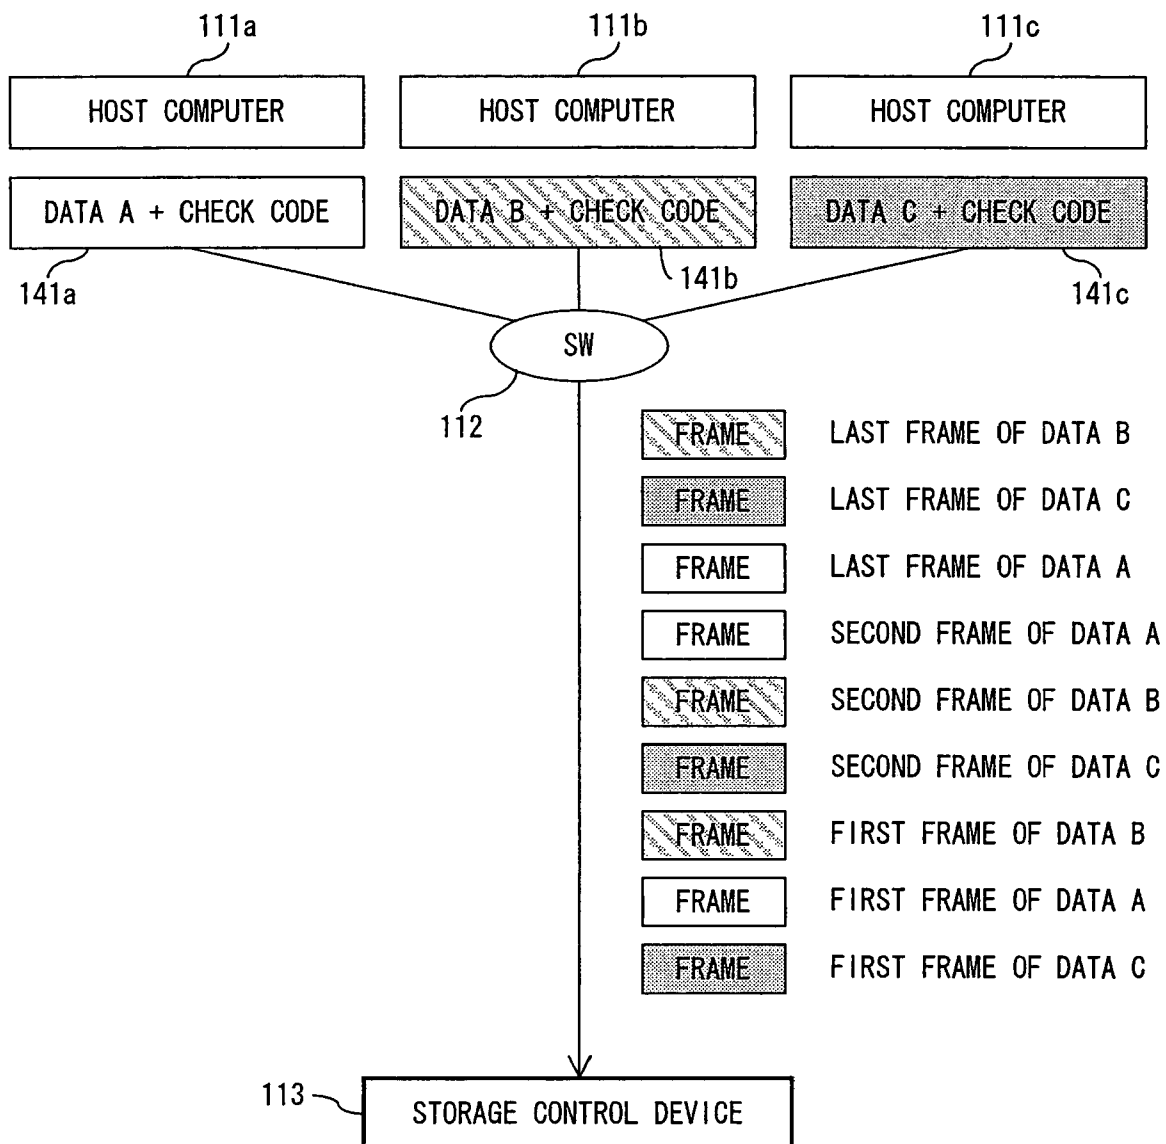 111a 111b 111c
HOST COMPUTER HOST COMPUTER HOST COMPUTER
DATA A + CHECK CODE DATA B + CHECK CODE DATA C + CHECK CODE
141a 141b 141c
SW
112
FRAME LAST FRAME OF DATA B
FRAME LAST FRAME OF DATA C
FRAME LAST FRAME OF DATA A
FRAME SECOND FRAME OF DATA A
FRAME SECOND FRAME OF DATA B
FRAME SECOND FRAME OF DATA C
FRAME FIRST FRAME OF DATA B
FRAME FIRST FRAME OF DATA A
FRAME FIRST FRAME OF DATA C
113 STORAGE CONTROL DEVICE